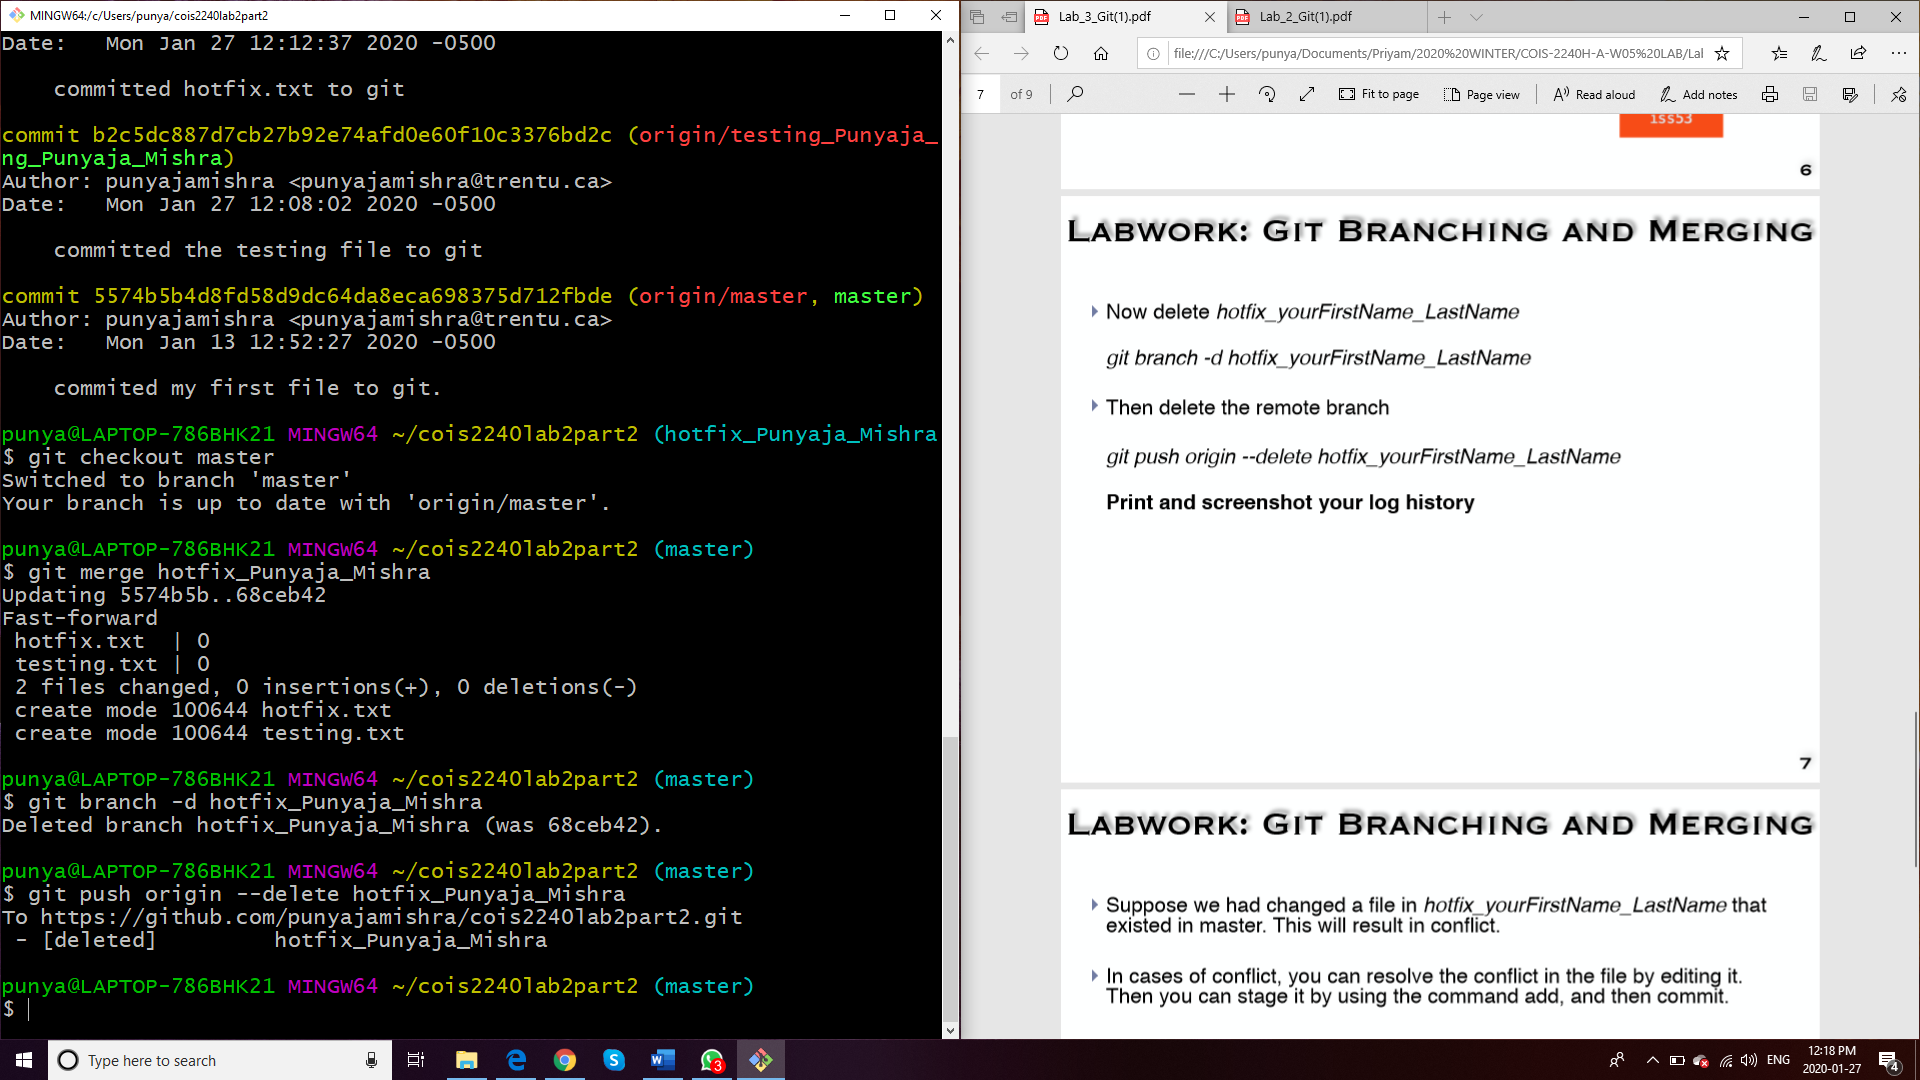 MINGW64:/c/Users/punya/cois2240lab2part2
Date:   Mon Jan 27 12:12:37 2020 -0500
committed hotfix.txt to git
commit b2c5dc887d7cb27b92e74afd0e60f10c3376bd2c (origin/testing_Punyaja_
ng_Punyaja_Mishra)
Author: punyajamishra <punyajamishra@trentu.ca>
Date:   Mon Jan 27 12:08:02 2020 -0500
committed the testing file to git
commit 5574b5b4d8fd58d9dc64da8eca698375d712fbde (origin/master, master)
Author: punyajamishra <punyajamishra@trentu.ca>
Date:   Mon Jan 13 12:52:27 2020 -0500
commited my first file to git.
punya@LAPTOP-786BHK21 MINGW64 ~/cois2240lab2part2 (hotfix_Punyaja_Mishra
$ git checkout master
Switched to branch 'master'
Your branch is up to date with 'origin/master'.
punya@LAPTOP-786BHK21 MINGW64 ~/cois2240lab2part2 (master)
$ git merge hotfix_Punyaja_Mishra
Updating 5574b5b..68ceb42
Fast-forward
hotfix.txt  | 0
testing.txt | 0
2 files changed, 0 insertions(+), 0 deletions(-)
create mode 100644 hotfix.txt
create mode 100644 testing.txt
punya@LAPTOP-786BHK21 MINGW64 ~/cois2240lab2part2 (master)
$ git branch -d hotfix_Punyaja_Mishra
Deleted branch hotfix_Punyaja_Mishra (was 68ceb42).
punya@LAPTOP-786BHK21 MINGW64 ~/cois2240lab2part2 (master)
$ git push origin --delete hotfix_Punyaja_Mishra
To https://github.com/punyajamishra/cois2240lab2part2.git
- [deleted]         hotfix_Punyaja_Mishra
punya@LAPTOP-786BHK21 MINGW64 ~/cois2240lab2part2 (master)
$
Lab_3_Git(1).pdf
Lab_2_Git(1).pdf
file:///C:/Users/punya/Documents/Priyam/2020%20WINTER/COIS-2240H-A-W05%20LAB/Lal
7 of 9
Fit to page
Page view
Read aloud
Add notes
iss53
6
Labwork: Git Branching and Merging
Now delete hotfix_yourFirstName_LastName
git branch -d hotfix_yourFirstName_LastName
Then delete the remote branch
git push origin --delete hotfix_yourFirstName_LastName
Print and screenshot your log history
7
Labwork: Git Branching and Merging
Suppose we had changed a file in hotfix_yourFirstName_LastName that
existed in master. This will result in conflict.
In cases of conflict, you can resolve the conflict in the file by editing it.
Then you can stage it by using the command add, and then commit.
Type here to search
3
ENG
12:18 PM
2020-01-27
4